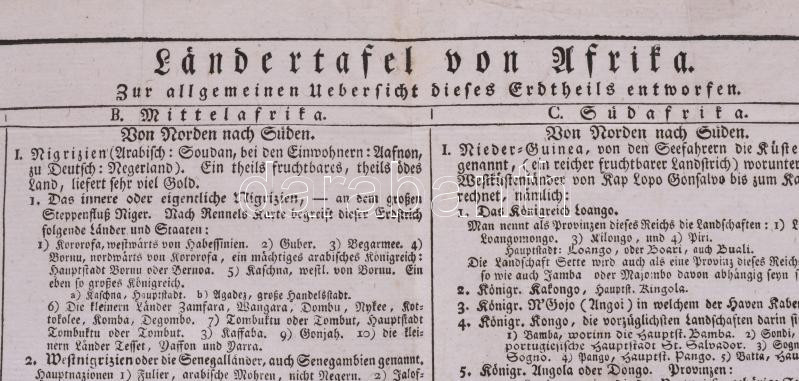 Ländertafel von Afrika.
Zur allgemeinen Uebersicht dieses Erdtheils entworfen.
B. Mittelafrika.
Von Norden nach Süden.
I. Nigrizien (Arabisch: Soudan, bei den Einwohnern: Aafnon,
zu Deutsch: Negerland). Ein theils fruchtbares, theils ödes
Land, liefert sehr viel Gold.
1. Das innere oder eigentliche Nigrizien, — an dem großen
Steppenfluß Niger. Nach Rennels Karte begreift dieser Erdstrich
folgende Länder und Staaten:
1) Kororofa, westwärts von Habessinien. 2) Guber. 3) Begarmee. 4)
Bornu, nordwärts von Kororofa, ein mächtiges arabisches Königreich:
Hauptstadt Bornu oder Bernoa. 5) Kaschna, westl. von Bornu. Ein
eben so großes Königreich.
a) Kaschna, Hauptstadt. b) Agadez, große Handelsstadt.
6) Die kleinern Länder Zamfara, Wangara, Dombu, Nykee, Kot-
tokolee, Komba, Degombo. 7) Tombuktu oder Tombut, Hauptstadt
Tombuktu oder Tombut. 8) Kaffaba. 9) Gonjah. 10) die klei-
nern Länder Tesset, Yaffon und Yarra.
2. Westnigrizien oder die Senegalländer, auch Senegambien genannt.
Hauptnazionen 1) Fulier, arabische Mohren, nicht Negern. 2) Jalof-
C. Südafrika.
Von Norden nach Süden.
I. Nieder-Guinea, von den Seefahrern die Küste
genannt, (ein reicher fruchtbarer Landstrich) worunter
Westküstenländer von Kap Lopo Gonsalvo bis zum Ka
rechnet, nämlich:
1. Das Königreich Loango.
Man nennt als Provinzen dieses Reichs die Landschaften: 1) L
Loangomongo. 3) Kilongo, und 4) Piri.
Hauptstadt: Loango, oder Boari, auch Buali.
Die Landschaft Sette wird auch als eine Provinz dieses Reich
so wie auch Jamba oder Majombo davon abhängig seyn s
2. Königr. Kakongo, Hauptst. Kingola.
3. Königr. N'Gojo (Angoi) in welchem der Haven Kaben
4. Königr. Kongo, die vorzüglichsten Landschaften darin si
1) Bamba, worinn die Hauptst. Bamba. 2) Sondi,
portugiesische Hauptstadt St. Salvador. 3) Sogn
Sogno. 4) Pango, Hauptst. Pango. 5) Batta, Hau
5. Königr. Angola oder Dongo. Provinzen:
darabanth